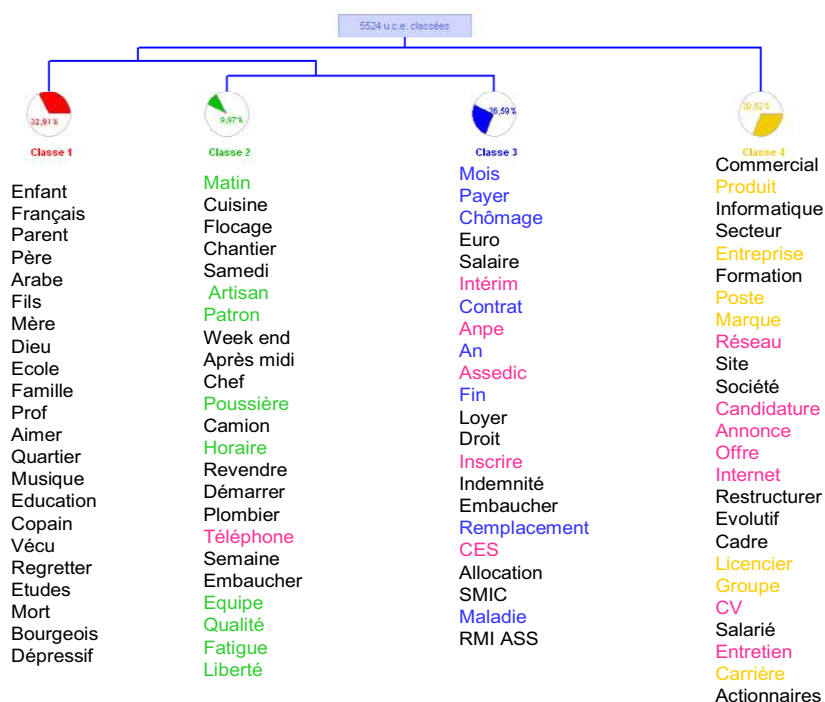 5524 u.c.e. classées
32,91%
Classe 1
Enfant
Français
Parent
Père
Arabe
Fils
Mère
Dieu
Ecole
Famille
Prof
Aimer
Quartier
Musique
Education
Copain
Vécu
Regretter
Etudes
Mort
Bourgeois
Dépressif
9,97%
Classe 2
Matin
Cuisine
Flocage
Chantier
Samedi
Artisan
Patron
Week end
Après midi
Chef
Poussière
Camion
Horaire
Revendre
Démarrer
Plombier
Téléphone
Semaine
Embaucher
Equipe
Qualité
Fatigue
Liberté
26,59%
Classe 3
Mois
Payer
Chômage
Euro
Salaire
Intérim
Contrat
Anpe
An
Assedic
Fin
Loyer
Droit
Inscrire
Indemnité
Embaucher
Remplacement
CES
Allocation
SMIC
Maladie
RMI ASS
30,52%
Classe 4
Commercial
Produit
Informatique
Secteur
Entreprise
Formation
Poste
Marque
Réseau
Site
Société
Candidature
Annonce
Offre
Internet
Restructurer
Evolutif
Cadre
Licencier
Groupe
CV
Salarié
Entretien
Carrière
Actionnaires